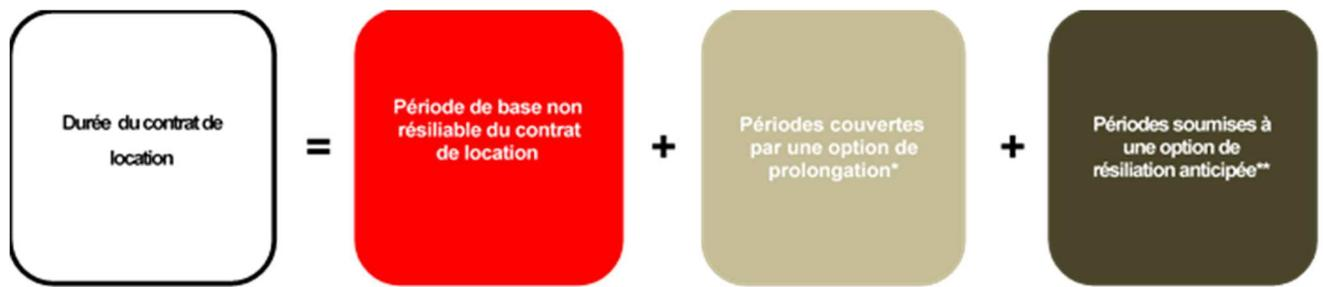 Durée du contrat de
location
=
Période de base non
résiliable du contrat
de location
+
Périodes couvertes
par une option de
prolongation*
+
Périodes soumises à
une option de
résiliation anticipée**